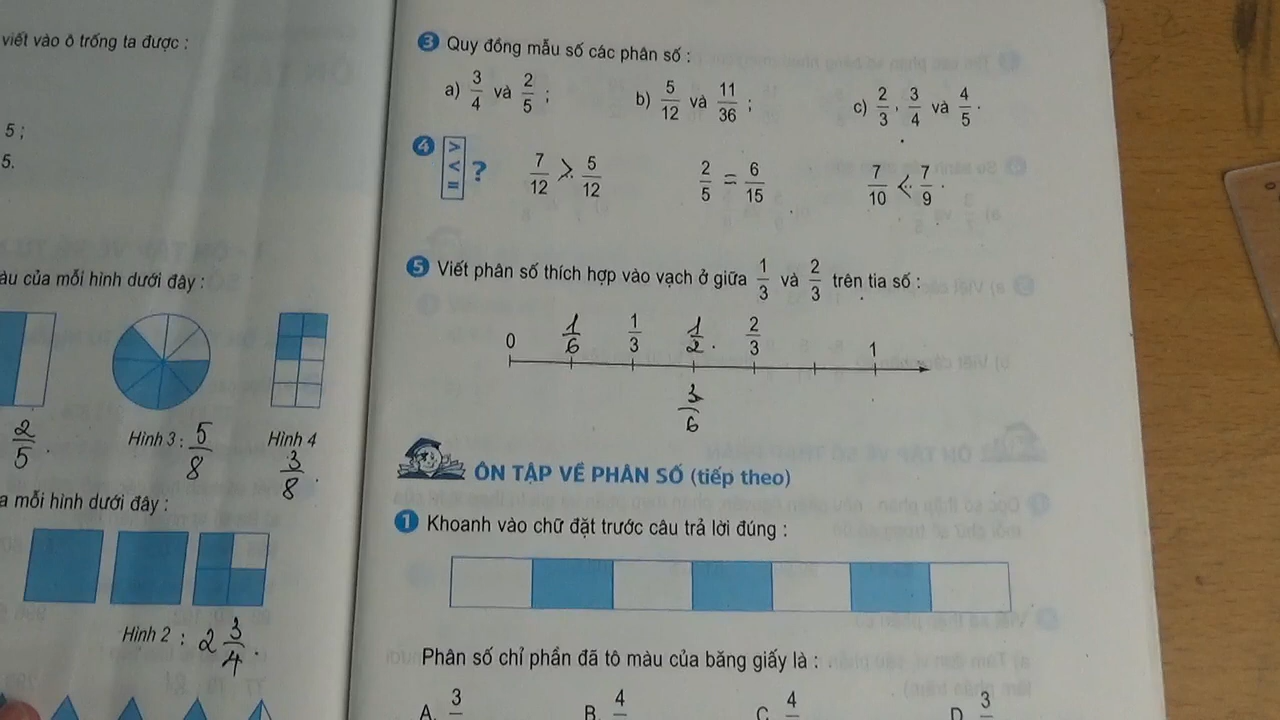 viết vào ô trống ta được :
5 ;
5.
àu của mỗi hình dưới đây :
2/5 .
Hình 3 : 5/8
Hình 4
3/8 .
a mỗi hình dưới đây :
Hình 2 : 2 3/4 .
3 Quy đồng mẫu số các phân số :
a) 3/4 và 2/5 ; b) 5/12 và 11/36 ; c) 2/3 , 3/4 và 4/5 .
4 > < = ? 7/12 > 5/12 2/5 = 6/15 7/10 < 7/9 .
5 Viết phân số thích hợp vào vạch ở giữa 1/3 và 2/3 trên tia số :
0 1/6 1/3 1/2 . 2/3 1
3/6
ÔN TẬP VỀ PHÂN SỐ (tiếp theo)
1 Khoanh vào chữ đặt trước câu trả lời đúng :
Phân số chỉ phần đã tô màu của băng giấy là :
A. 3 B. 4 C. 4 D. 3